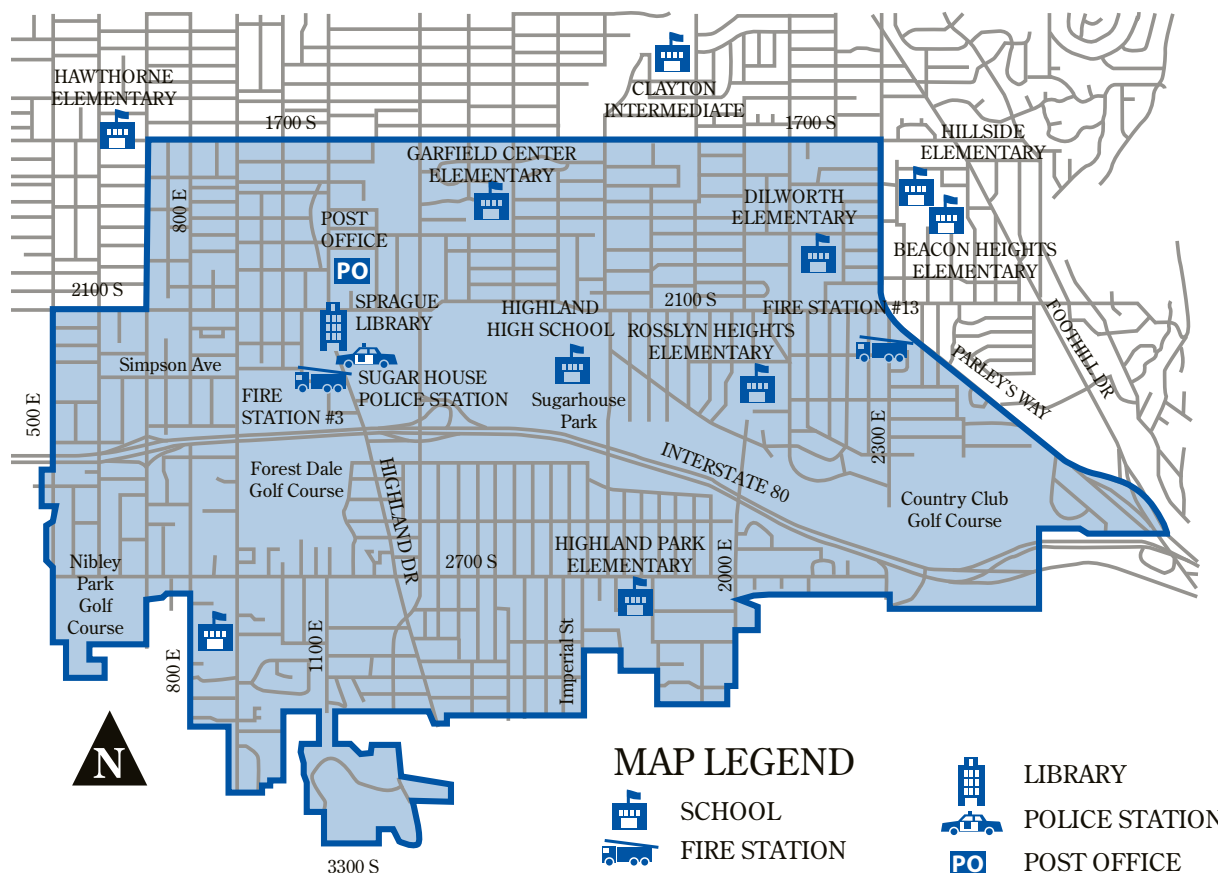 HAWTHORNE
ELEMENTARY
CLAYTON
INTERMEDIATE
1700 S
1700 S
HILLSIDE
ELEMENTARY
GARFIELD CENTER
ELEMENTARY
DILWORTH
ELEMENTARY
800 E
POST
OFFICE
PO
BEACON HEIGHTS
ELEMENTARY
2100 S
SPRAGUE
LIBRARY
HIGHLAND
HIGH SCHOOL
2100 S
FIRE STATION #13
ROSSLYN HEIGHTS
ELEMENTARY
FOOTHILL DR
PARLEY'S WAY
Simpson Ave
FIRE
STATION #3
SUGAR HOUSE
POLICE STATION
Sugarhouse
Park
500 E
2300 E
INTERSTATE 80
Forest Dale
Golf Course
HIGHLAND DR
Country Club
Golf Course
Nibley
Park
Golf
Course
2700 S
HIGHLAND PARK
ELEMENTARY
2000 E
800 E
1100 E
Imperial St
N
MAP LEGEND
SCHOOL
FIRE STATION
LIBRARY
POLICE STATION
PO
POST OFFICE
3300 S